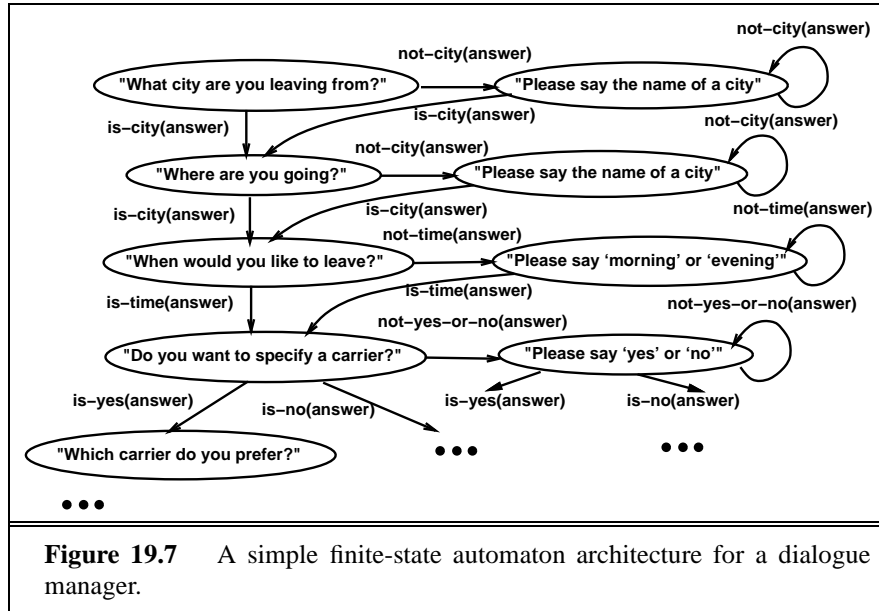 not–city(answer)
not–city(answer)
"What city are you leaving from?"
"Please say the name of a city"
is–city(answer)
is–city(answer)
not–city(answer)
not–city(answer)
"Where are you going?"
"Please say the name of a city"
is–city(answer)
is–city(answer)
not–time(answer)
not–time(answer)
"When would you like to leave?"
"Please say ‘morning’ or ‘evening’"
is–time(answer)
is–time(answer)
not–yes–or–no(answer)
not–yes–or–no(answer)
"Do you want to specify a carrier?"
"Please say ‘yes’ or ‘no’"
is–yes(answer)
is–no(answer)
is–yes(answer)
is–no(answer)
"Which carrier do you prefer?"
Figure 19.7 A simple finite-state automaton architecture for a dialogue
manager.